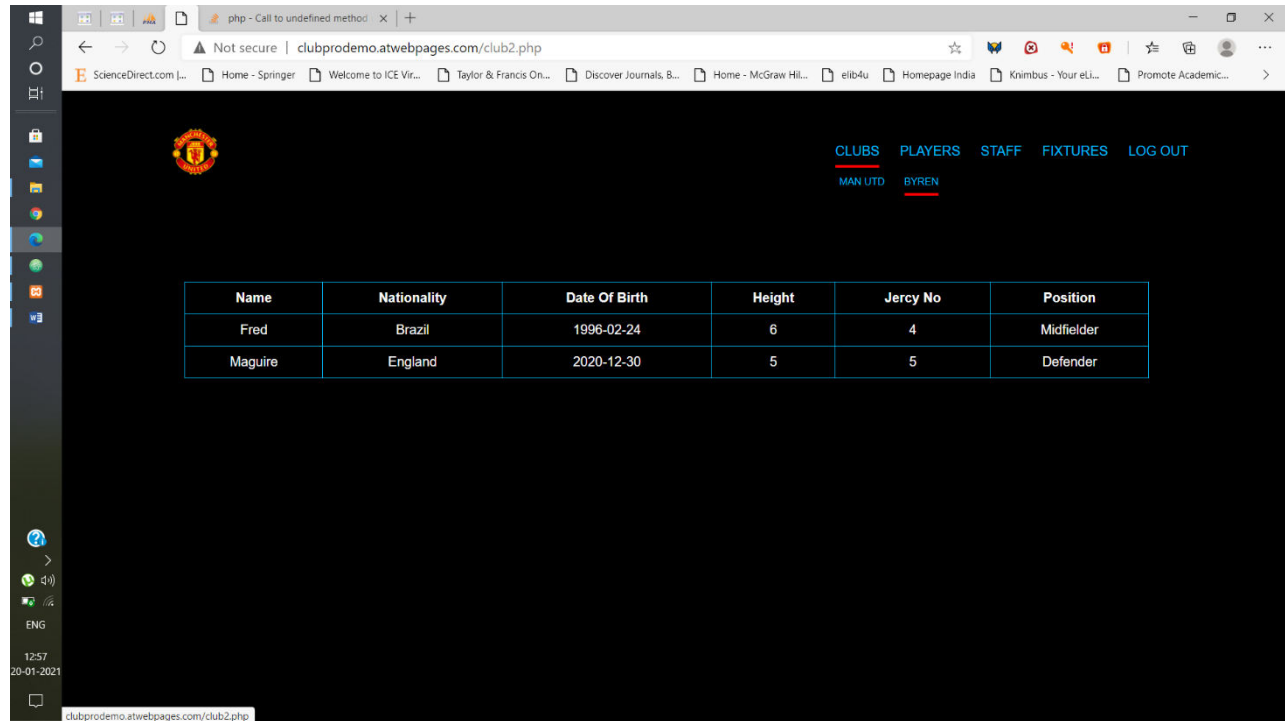 php - Call to undefined method
Not secure | clubprodemo.atwebpages.com/club2.php
ScienceDirect.com |... Home - Springer Welcome to ICE Vir... Taylor & Francis On... Discover Journals, B... Home - McGraw Hil... elib4u Homepage India Knimbus - Your eLi... Promote Academic...
MANCHESTER
UNITED
CLUBS PLAYERS STAFF FIXTURES LOG OUT
MAN UTD BYREN
Name Nationality Date Of Birth Height Jercy No Position
Fred Brazil 1996-02-24 6 4 Midfielder
Maguire England 2020-12-30 5 5 Defender
ENG
12:57
20-01-2021
clubprodemo.atwebpages.com/club2.php